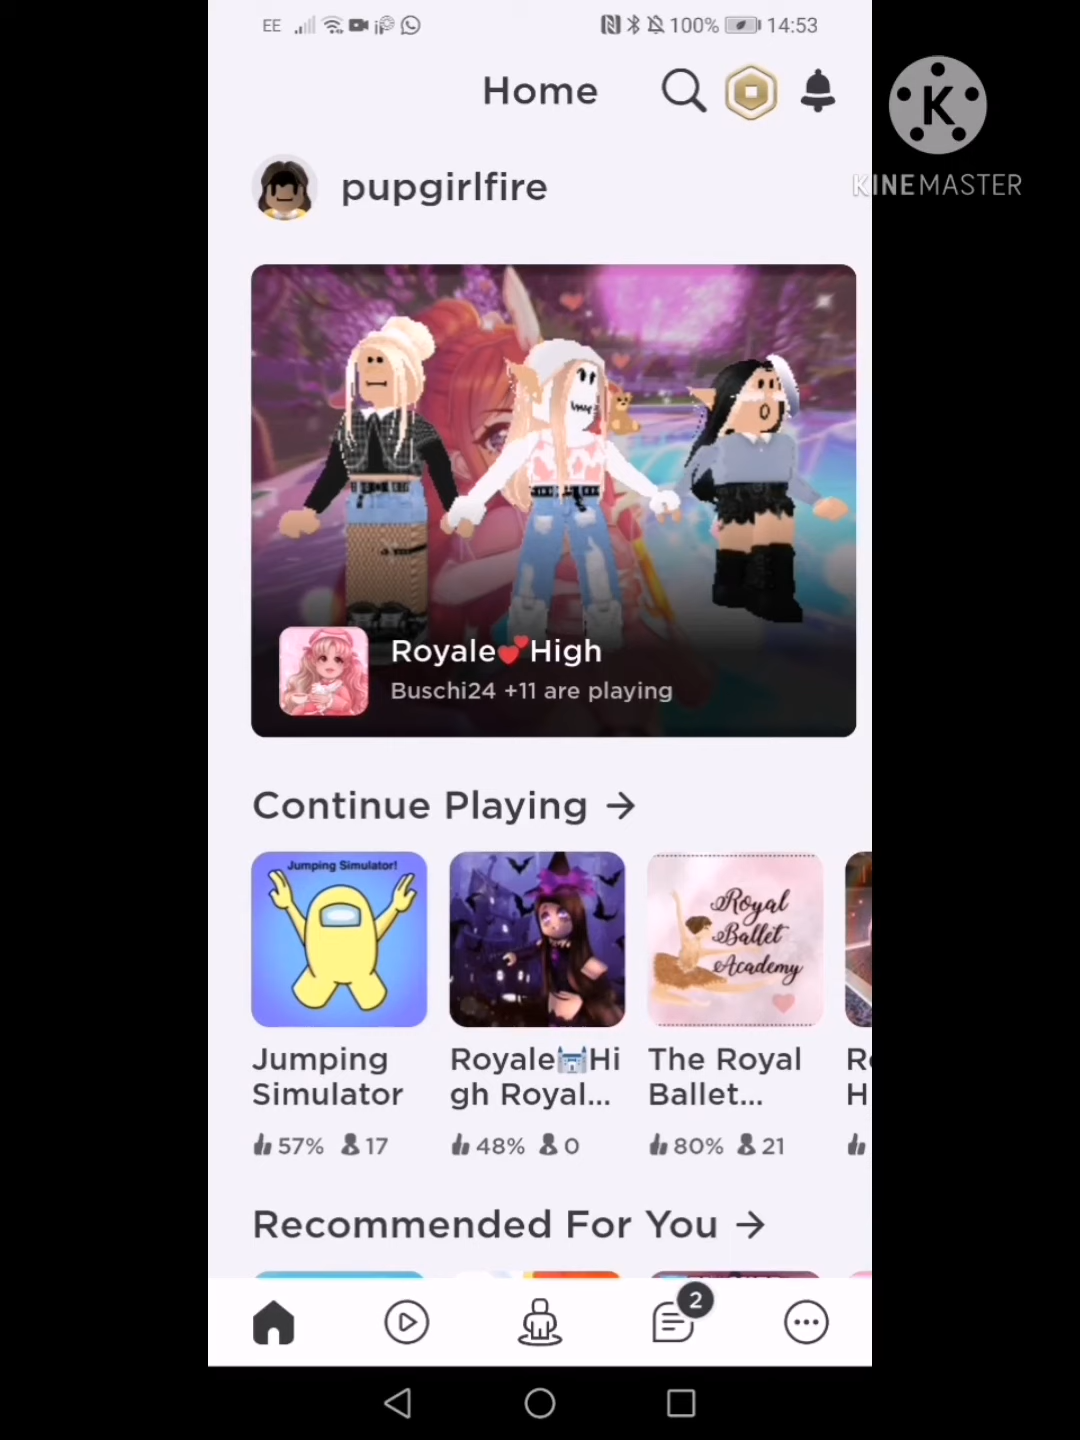 EE 100% 14:53
Home
K
KINEMASTER
pupgirlfire
Royale💕High
Buschi24 +11 are playing
Continue Playing →
Jumping Simulator!
Royal
Ballet
Academy
Jumping
Simulator
Royale🏰Hi
gh Royal...
The Royal
Ballet...
R
H
57% 17
48% 0
80% 21
Recommended For You →
2